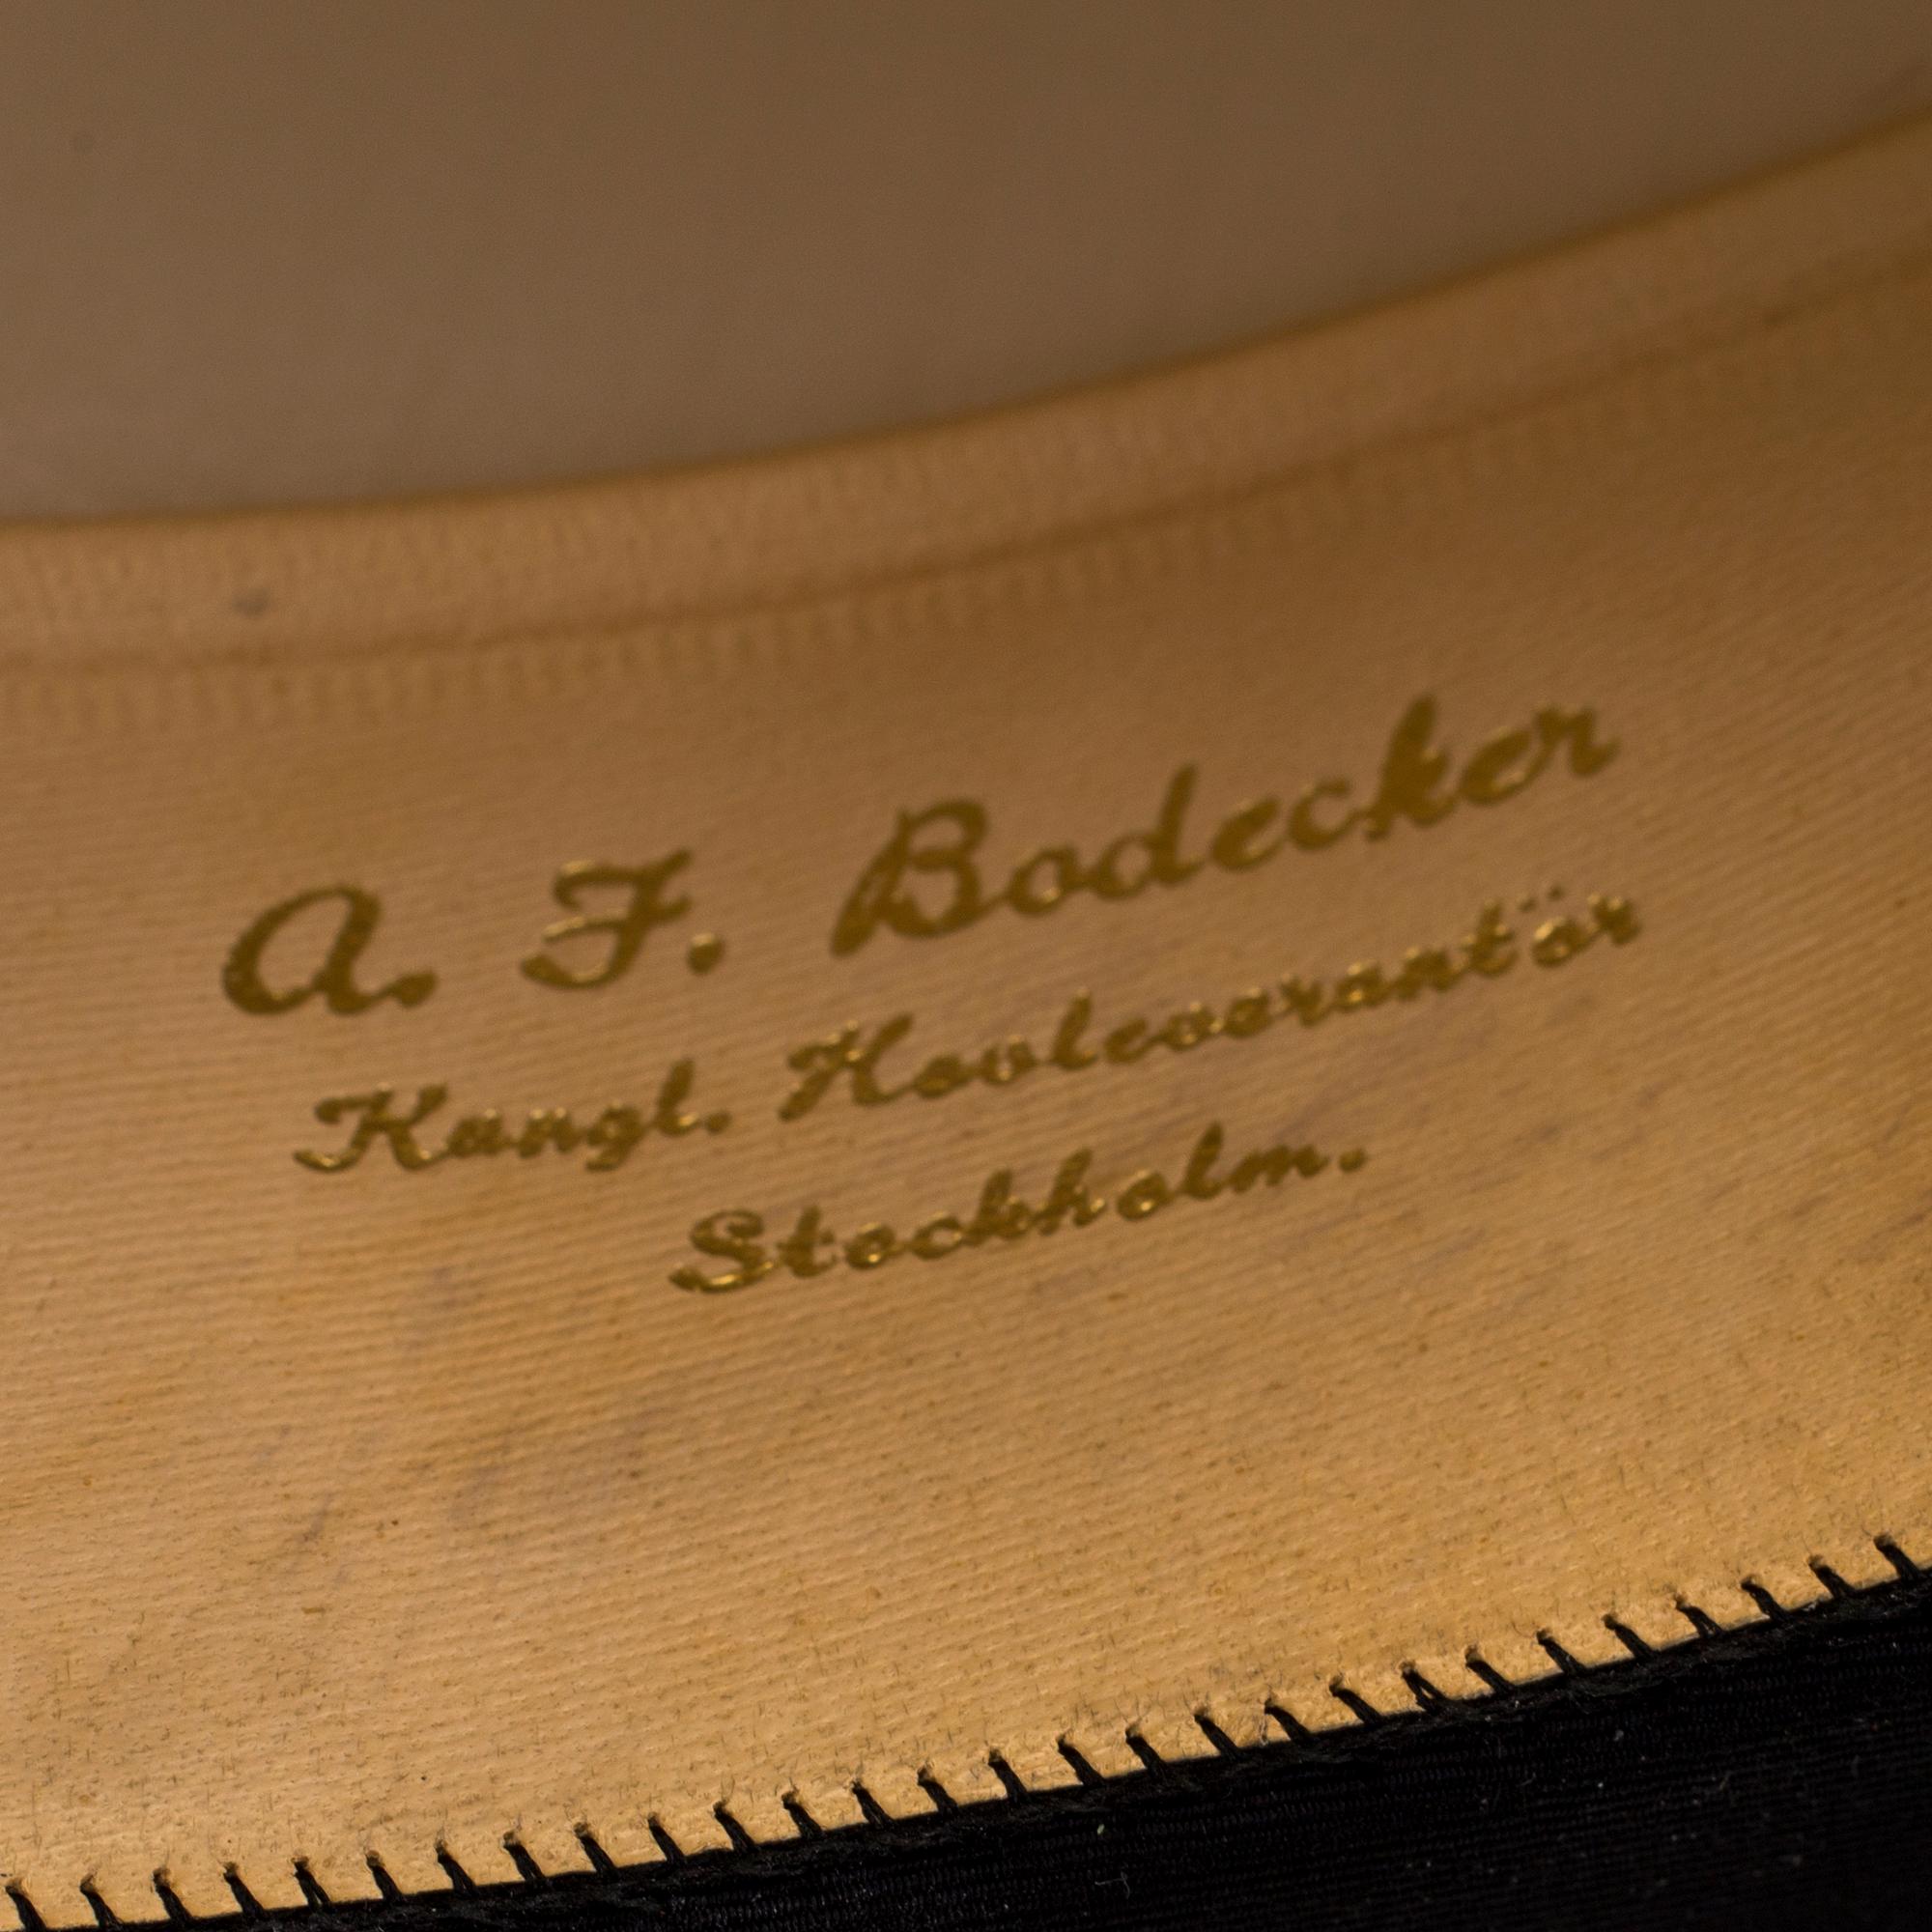 A. F. Bodecker
Kungl. Hovleverantör
Stockholm.